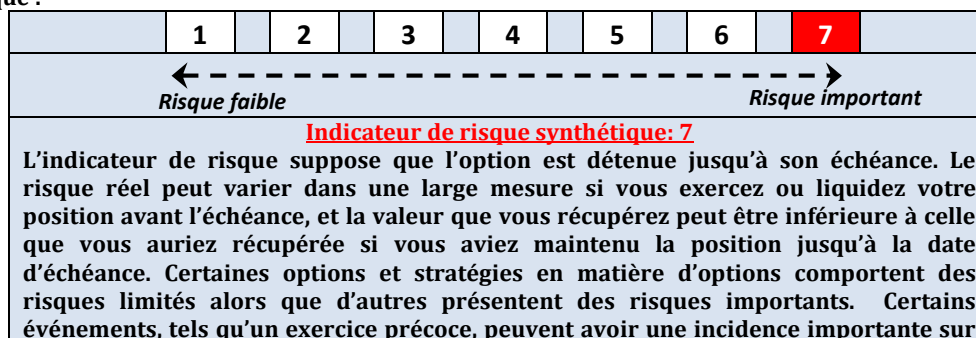 que :
1 2 3 4 5 6 7
Risque faible Risque important
Indicateur de risque synthétique: 7
L'indicateur de risque suppose que l'option est détenue jusqu'à son échéance. Le
risque réel peut varier dans une large mesure si vous exercez ou liquidez votre
position avant l'échéance, et la valeur que vous récupérez peut être inférieure à celle
que vous auriez récupérée si vous aviez maintenu la position jusqu'à la date
d'échéance. Certaines options et stratégies en matière d'options comportent des
risques limités alors que d'autres présentent des risques importants. Certains
événements, tels qu'un exercice précoce, peuvent avoir une incidence importante sur